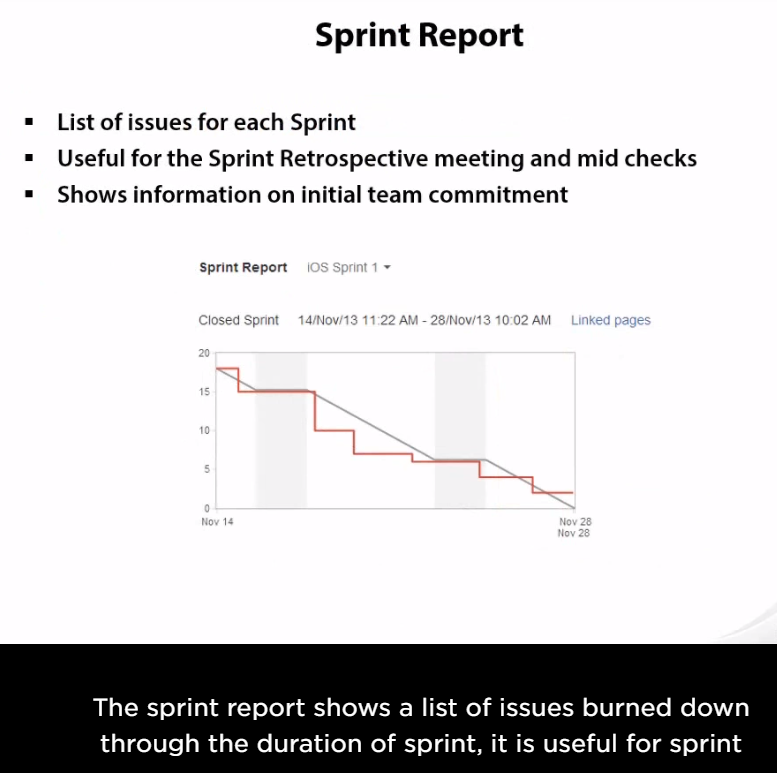 Sprint Report
▪ List of issues for each Sprint
▪ Useful for the Sprint Retrospective meeting and mid checks
▪ Shows information on initial team commitment
Sprint Report iOS Sprint 1
Closed Sprint 14/Nov/13 11:22 AM - 28/Nov/13 10:02 AM Linked pages
20
15
10
5
0
Nov 14 Nov 28
Nov 28
The sprint report shows a list of issues burned down
through the duration of sprint, it is useful for sprint